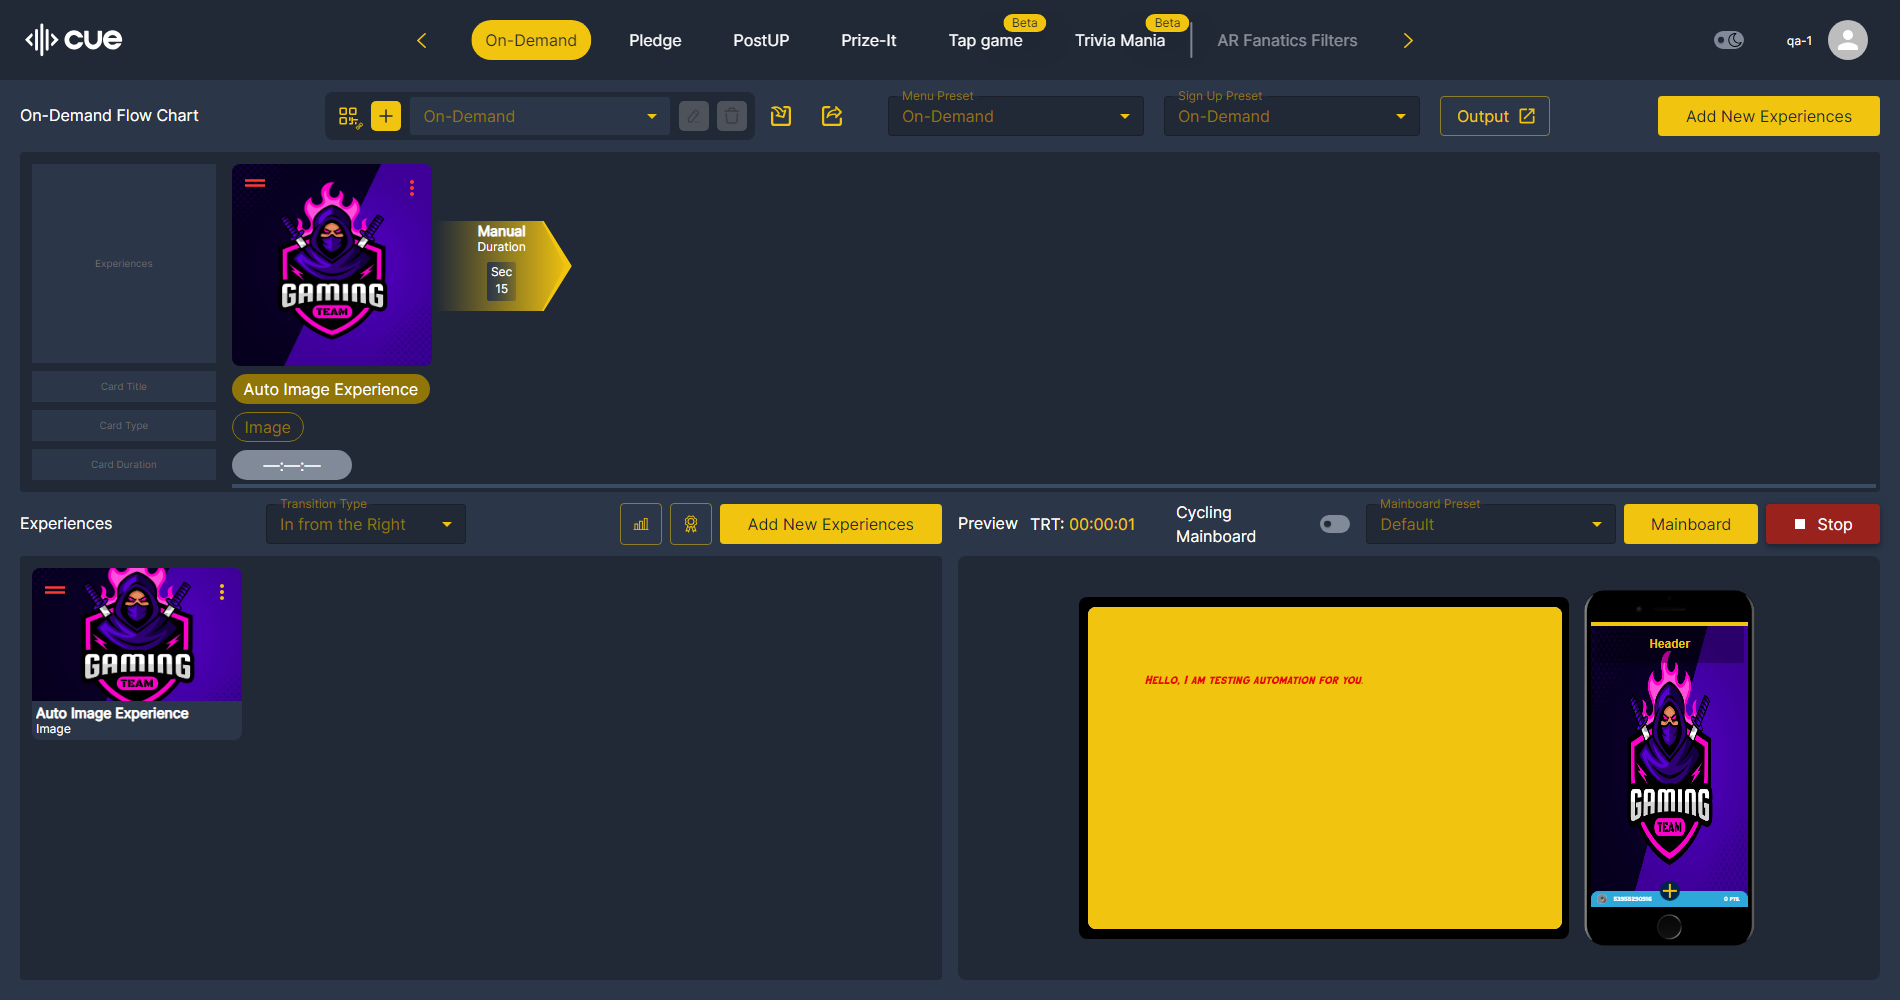 cue
On-Demand
Pledge
PostUP
Prize-It
Tap game
Beta
Trivia Mania
Beta
AR Fanatics Filters
qa-1
On-Demand Flow Chart
On-Demand
Menu Preset
On-Demand
Sign Up Preset
On-Demand
Output
Add New Experiences
Experiences
GAMING
TEAM
Manual
Duration
Sec
15
Card Title
Auto Image Experience
Card Type
Image
Card Duration
—:—:—
Experiences
Transition Type
In from the Right
Add New Experiences
Preview
TRT: 00:00:01
Cycling
Mainboard
Mainboard Preset
Default
Mainboard
Stop
GAMING
TEAM
Auto Image Experience
Image
Hello, I am testing automation for you.
Header
GAMING
TEAM
0 PTS.